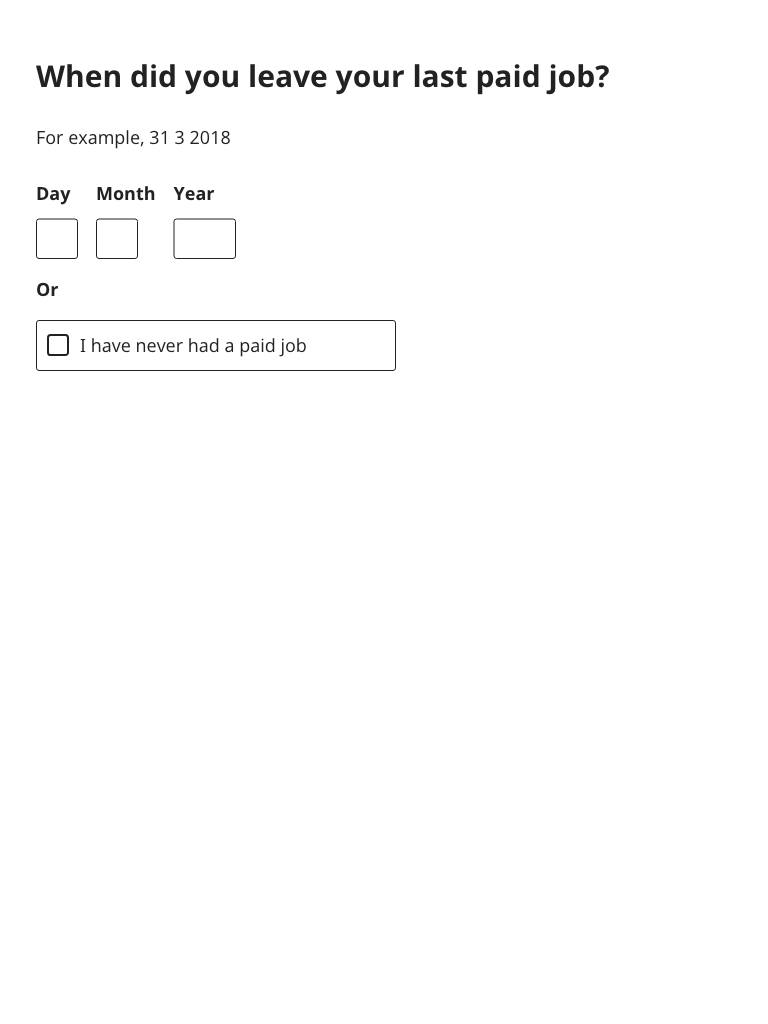 When did you leave your last paid job?
For example, 31 3 2018
Day Month Year
Or
I have never had a paid job